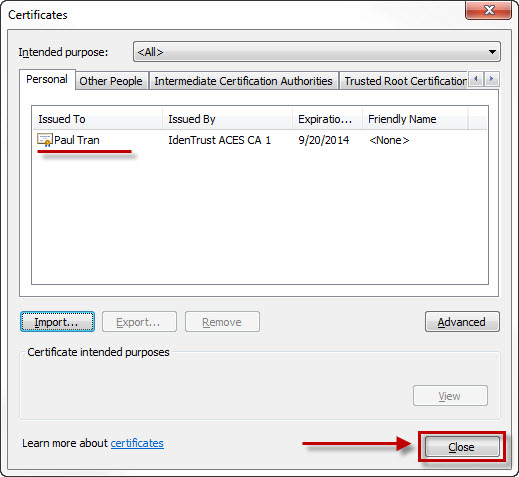 Certificates
Intended purpose: <All>
Personal Other People Intermediate Certification Authorities Trusted Root Certification
Issued To Issued By Expiratio... Friendly Name
Paul Tran IdenTrust ACES CA 1 9/20/2014 <None>
Import... Export... Remove Advanced
Certificate intended purposes
View
Learn more about certificates
Close